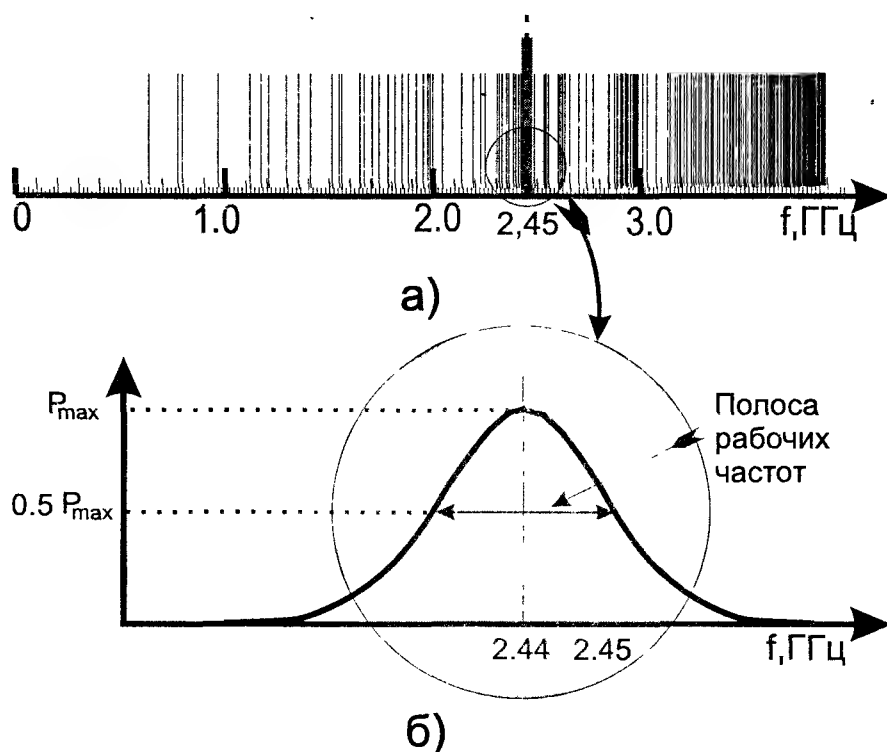 0
1.0
2.0
2,45
3.0
f,ГГц
а)
Pmax
0.5 Pmax
Полоса
рабочих
частот
2.44
2.45
f,ГГц
б)